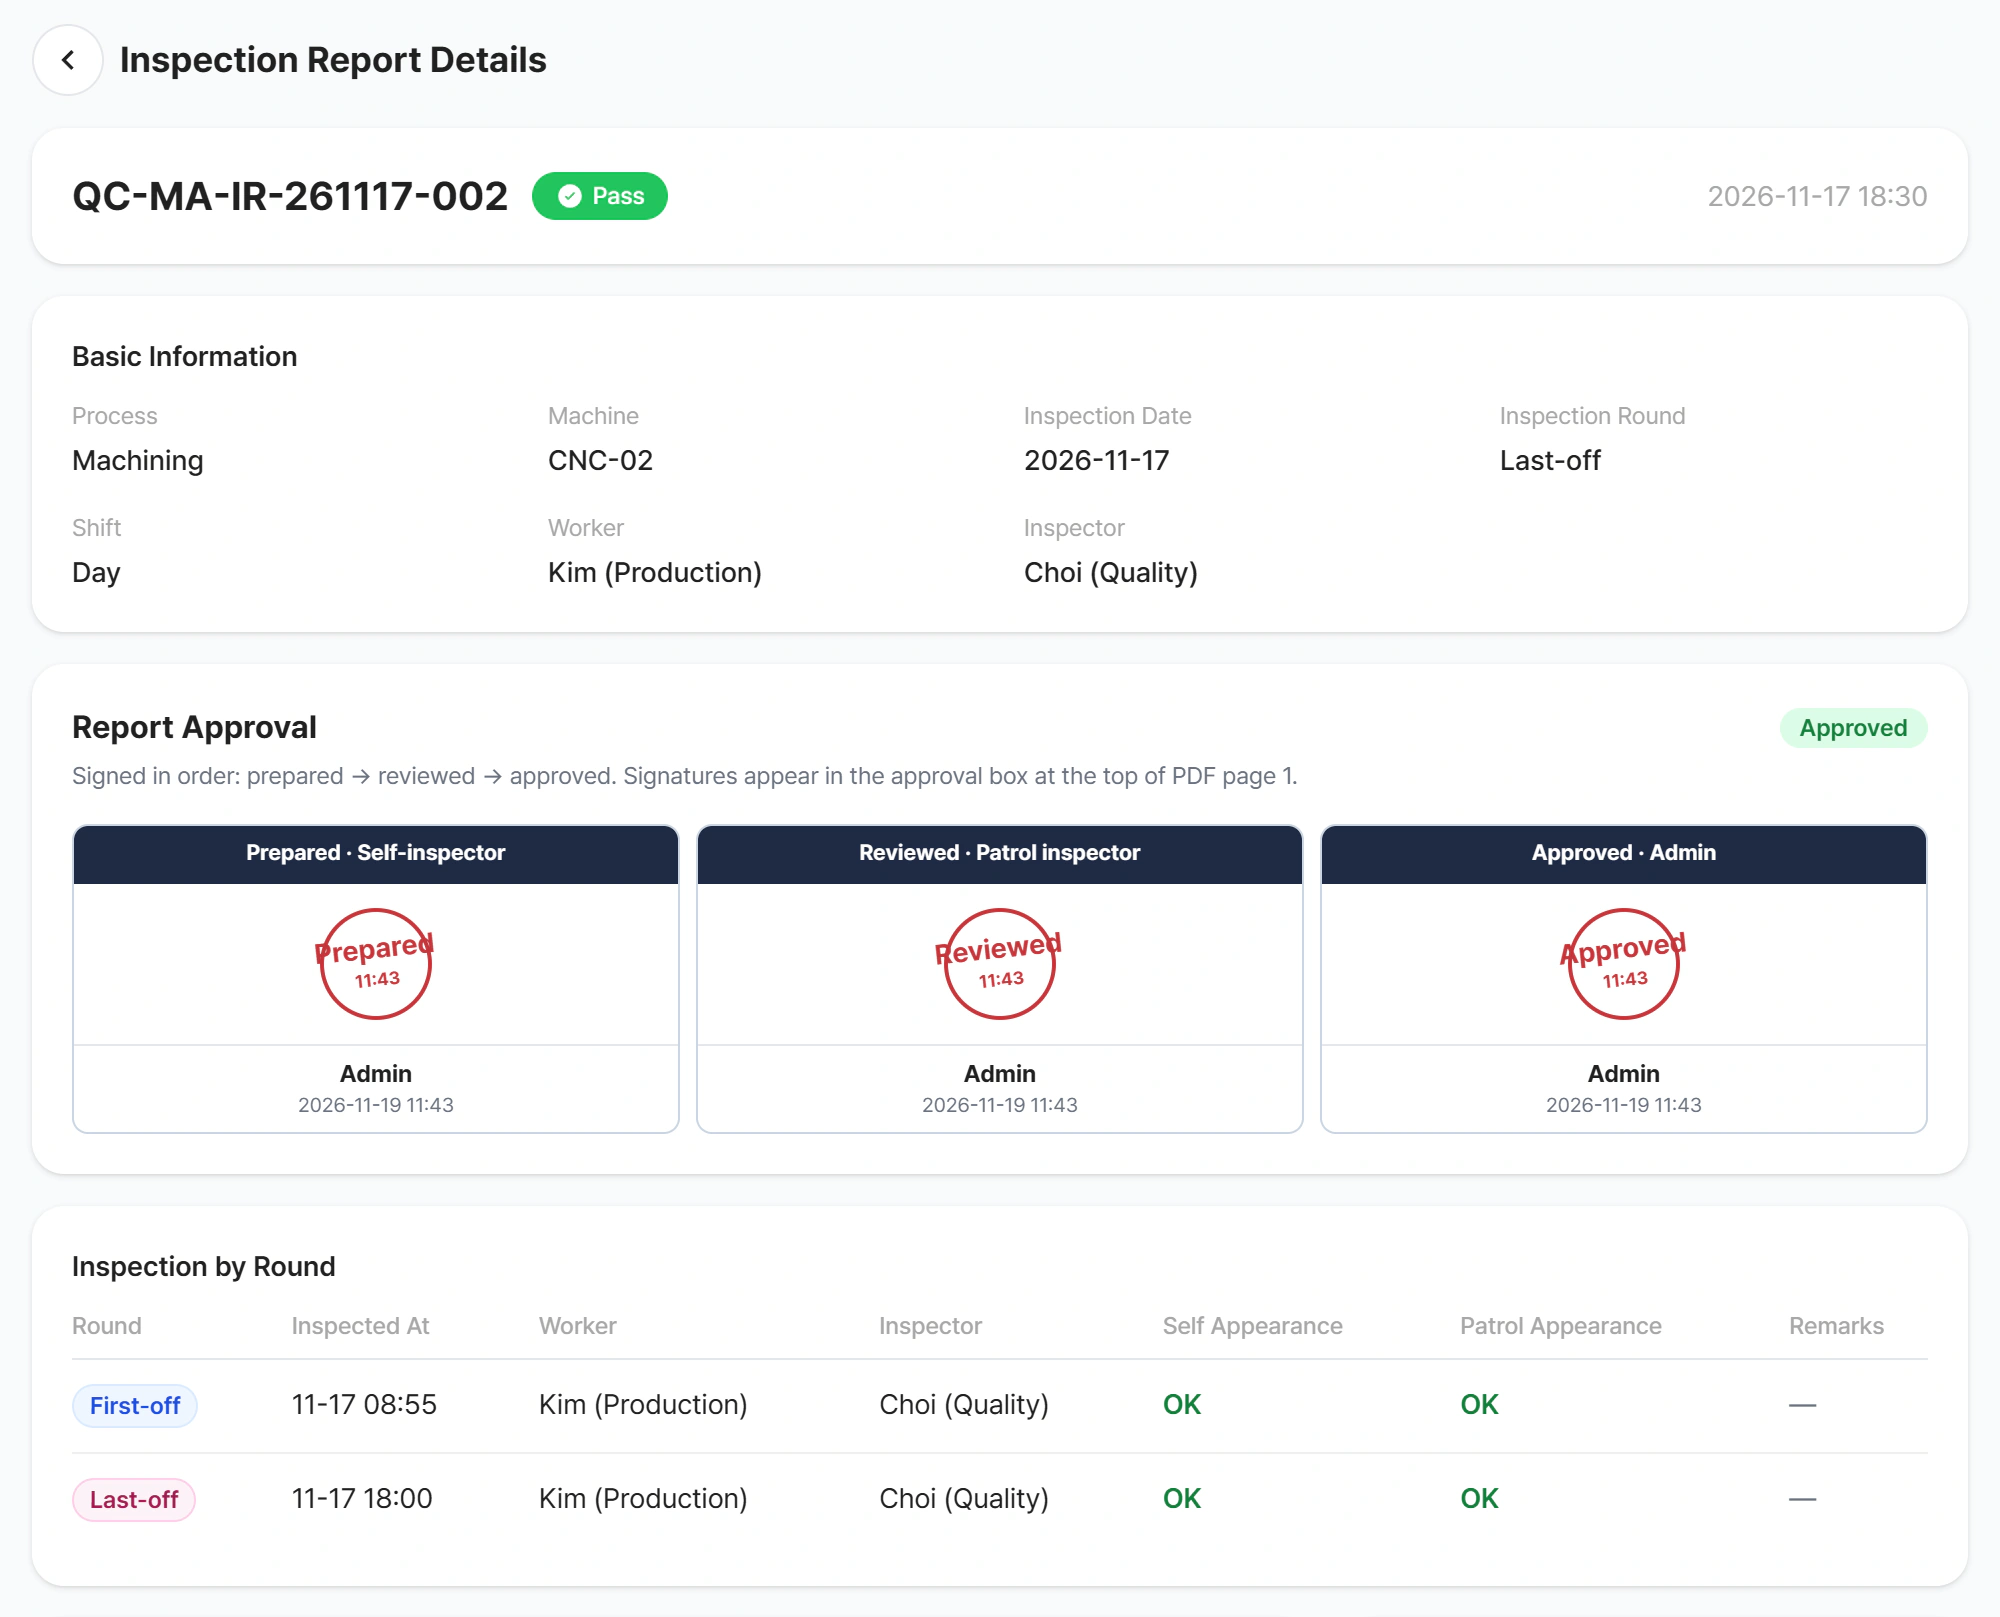 Inspection Report Details
QC-MA-IR-261117-002 Pass 2026-11-17 18:30
Basic Information
Process Machine Inspection Date Inspection Round
Machining CNC-02 2026-11-17 Last-off
Shift Worker Inspector
Day Kim (Production) Choi (Quality)
Report Approval Approved
Signed in order: prepared → reviewed → approved. Signatures appear in the approval box at the top of PDF page 1.
Prepared · Self-inspector Reviewed · Patrol inspector Approved · Admin
Prepared Reviewed Approved
11:43 11:43 11:43
Admin Admin Admin
2026-11-19 11:43 2026-11-19 11:43 2026-11-19 11:43
Inspection by Round
Round Inspected At Worker Inspector Self Appearance Patrol Appearance Remarks
First-off 11-17 08:55 Kim (Production) Choi (Quality) OK OK —
Last-off 11-17 18:00 Kim (Production) Choi (Quality) OK OK —